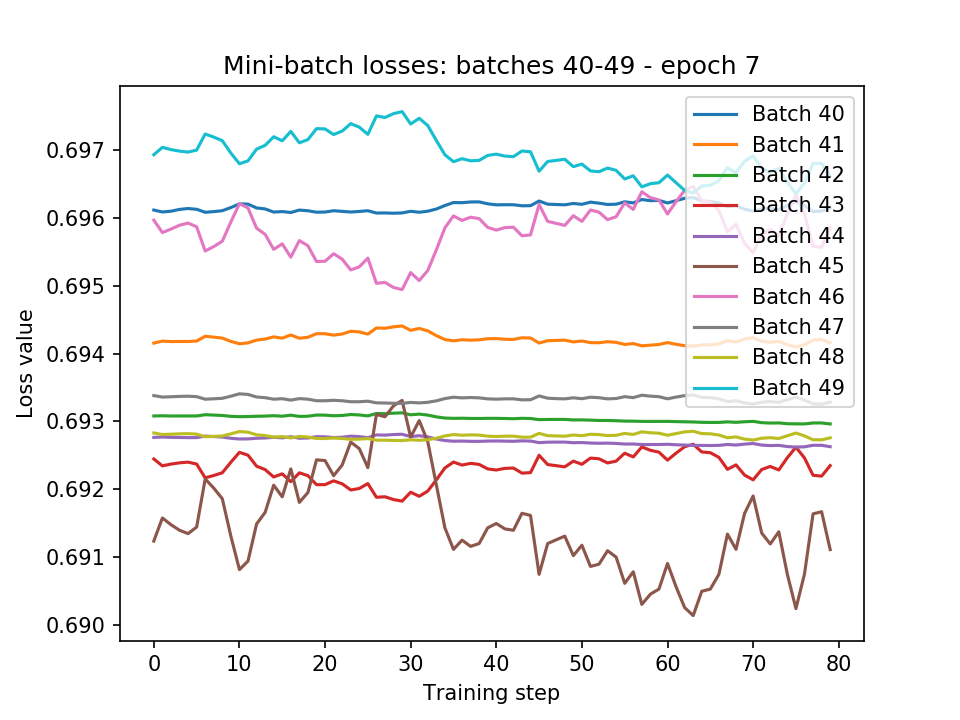 Mini-batch losses: batches 40-49 - epoch 7
Loss value
0.697
0.696
0.695
0.694
0.693
0.692
0.691
0.690
Batch 40
Batch 41
Batch 42
Batch 43
Batch 44
Batch 45
Batch 46
Batch 47
Batch 48
Batch 49
0 10 20 30 40 50 60 70 80
Training step